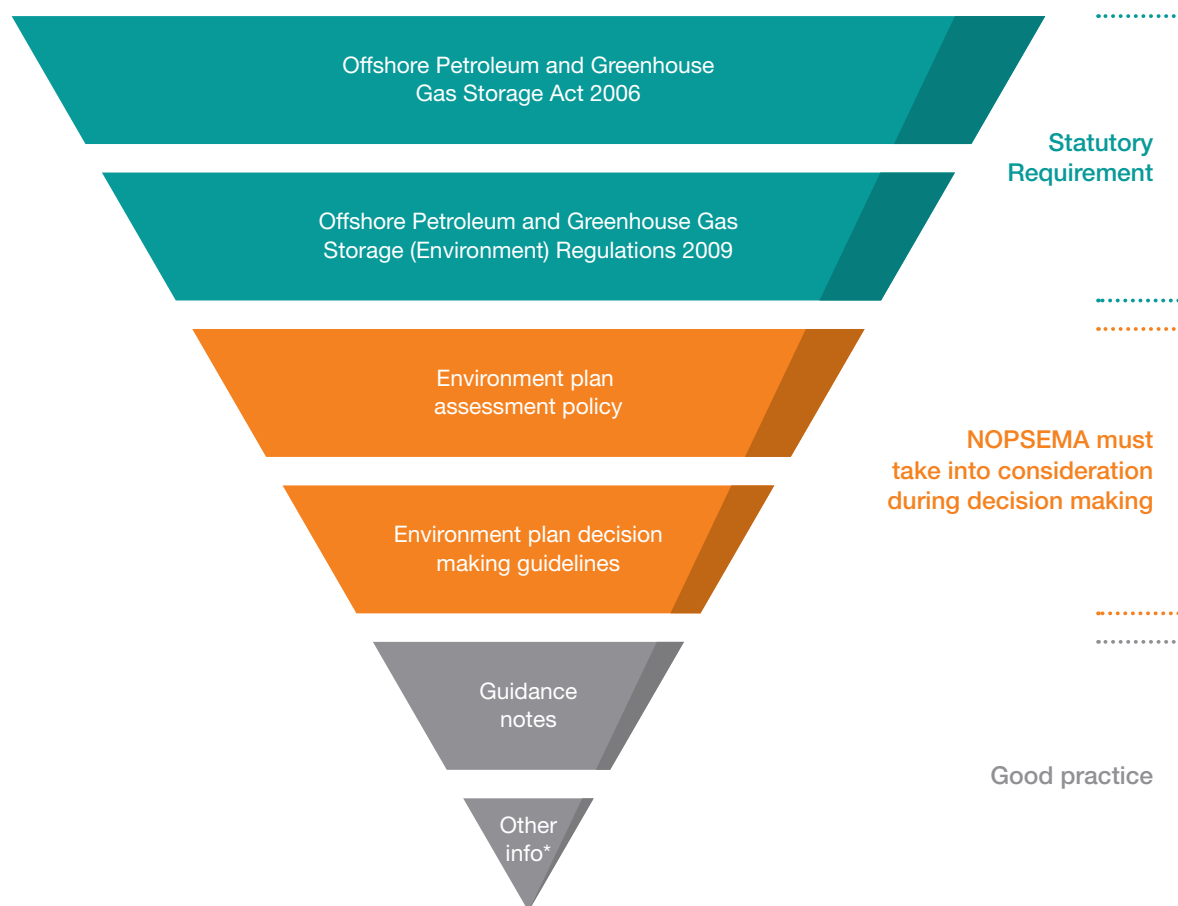 Offshore Petroleum and Greenhouse
Gas Storage Act 2006
Statutory
Requirement
Offshore Petroleum and Greenhouse Gas
Storage (Environment) Regulations 2009
Environment plan
assessment policy
NOPSEMA must
take into consideration
during decision making
Environment plan decision
making guidelines
Guidance
notes
Good practice
Other
info*